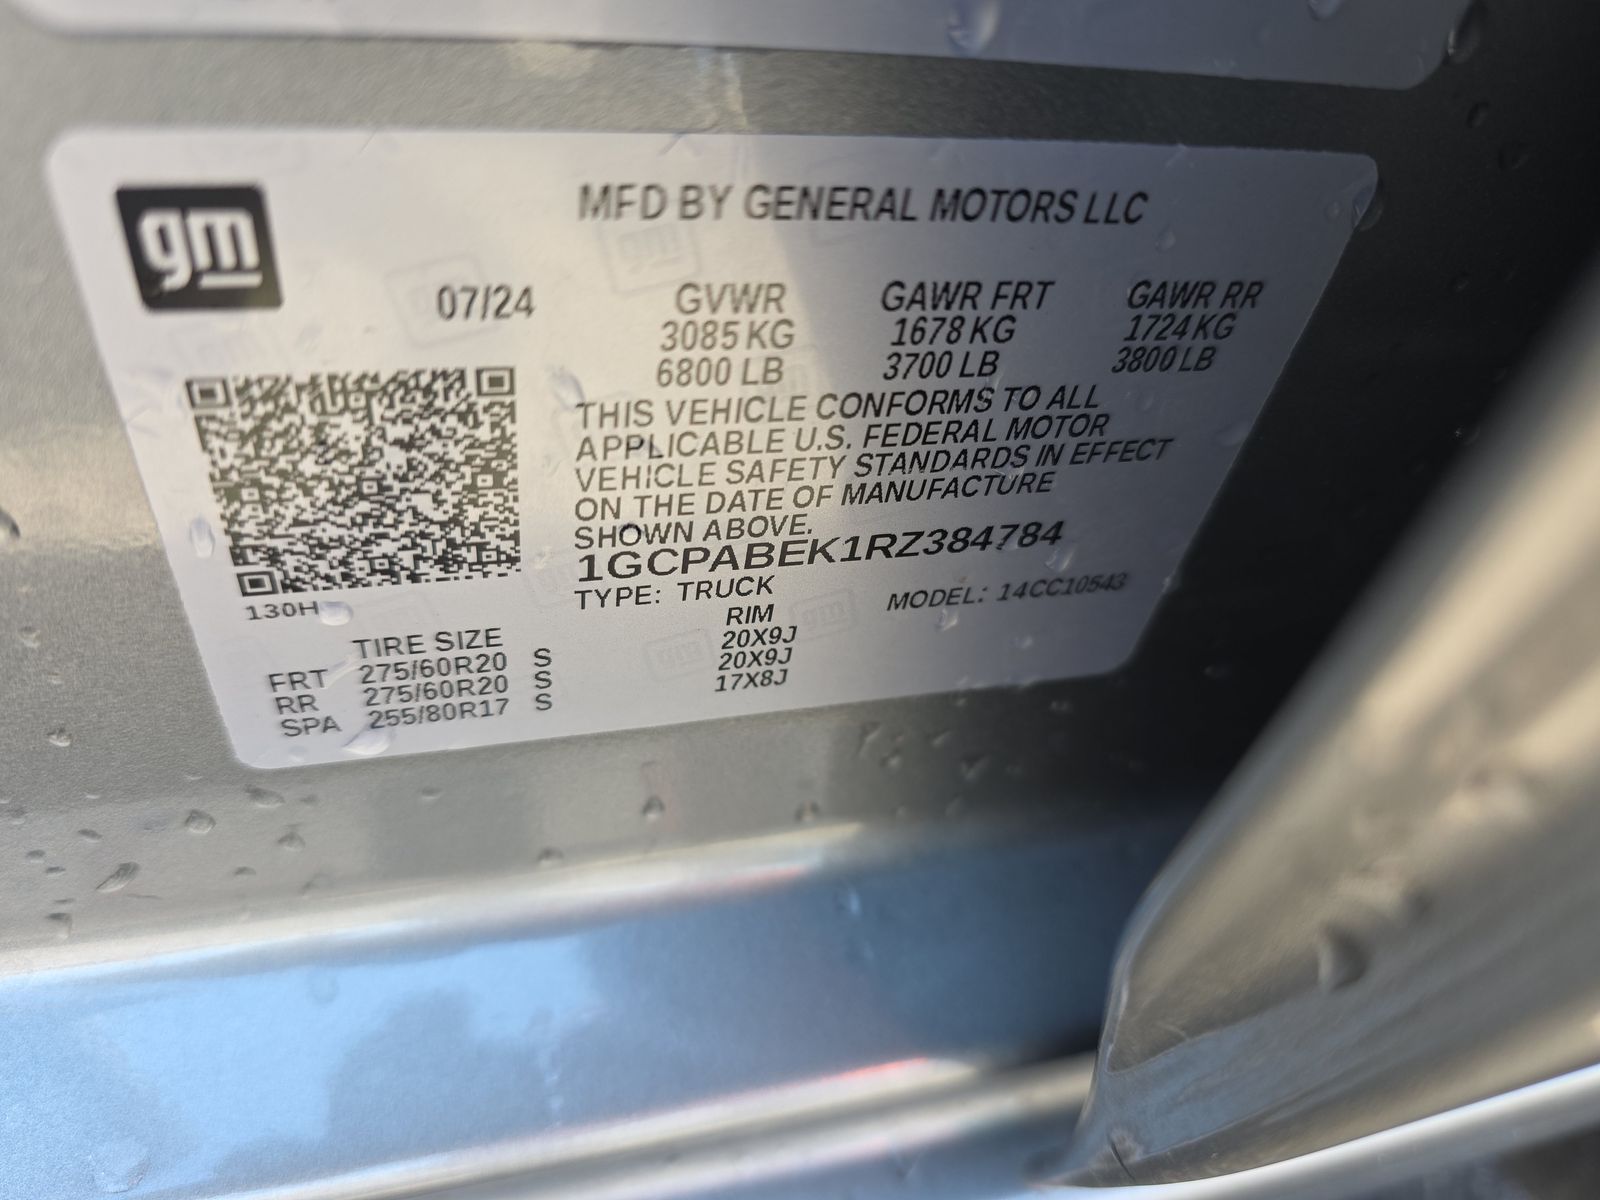 gm
MFD BY GENERAL MOTORS LLC
07/24 GVWR GAWR FRT GAWR RR
3085 KG 1678 KG 1724 KG
6800 LB 3700 LB 3800 LB
THIS VEHICLE CONFORMS TO ALL
APPLICABLE U.S. FEDERAL MOTOR
VEHICLE SAFETY STANDARDS IN EFFECT
ON THE DATE OF MANUFACTURE
SHOWN ABOVE.
1GCPABEK1RZ384784
TYPE: TRUCK MODEL: 14CC10543
130H
TIRE SIZE RIM
FRT 275/60R20 S 20X9J
RR 275/60R20 S 20X9J
SPA 255/80R17 S 17X8J